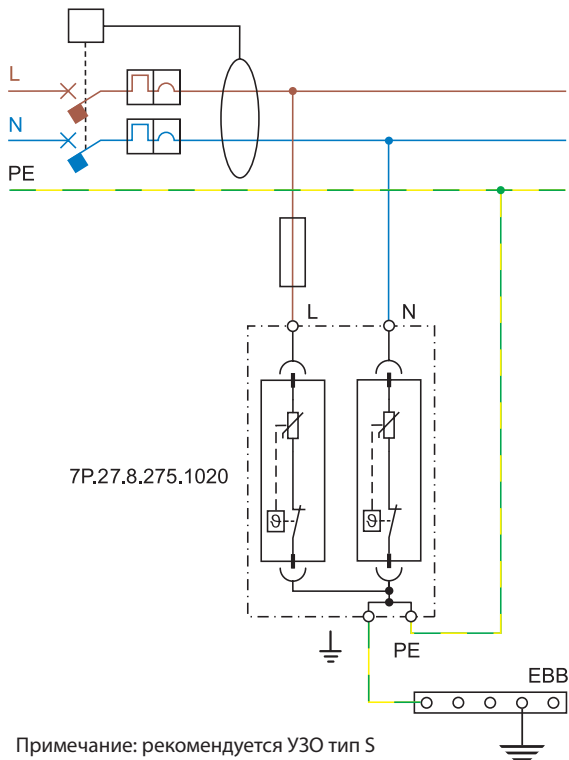 L
N
PE
L
N
7P.27.8.275.1020
ϑ
ϑ
PE
EBB
Примечание: рекомендуется УЗО тип S